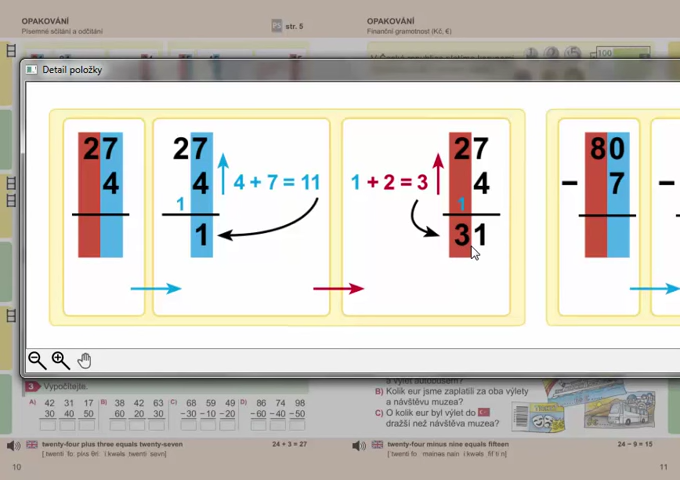 OPAKOVÁNÍ
Písemné sčítání a odčítání
str. 5
OPAKOVÁNÍ
Finanční gramotnost (Kč, €)
100
Detail položky
27
4
27
4
1
1
4 + 7 = 11
1 + 2 = 3
27
4
1
31
80
– 7
–
3 Vypočítejte.
A) 42 31 17
30 40 50
B) 38 42 63
60 20 30
C) 68 59 49
–30 –10 –20
D) 86 74 98
–60 –40 –50
a výlet autobusem?
B) Kolik eur jsme zaplatili za oba výlety
a návštěvu muzea?
C) O kolik eur byl výlet do
dražší než návštěva muzea?
twenty-four plus three equals twenty-seven
24 + 3 = 27
twenty-four minus nine equals fifteen
24 – 9 = 15
10
11